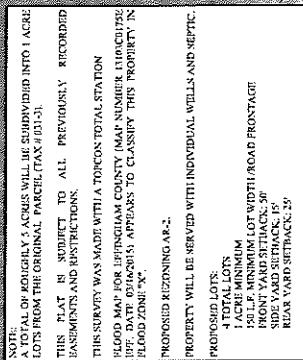 NOTE:
A TOTAL OF ROUGHLY 5 ACRES WILL BE SUBDIVIDED INTO 1 ACRE
LOTS FROM THE ORIGINAL PARCEL (TAX # 031-3).
THIS PLAT IS SUBJECT TO ALL PREVIOUSLY RECORDED
EASEMENTS AND RESTRICTIONS.
THIS SURVEY WAS MADE WITH A TOPCON TOTAL STATION
FLOOD MAP FOR EFFINGHAM COUNTY (MAP NUMBER 13103C0175E
EFF. DATE 03/16/2015) APPEARS TO CLASSIFY THIS PROPERTY IN
FLOOD ZONE "X".
PROPOSED REZONING AR-2.
PROPERTY WILL BE SERVED WITH INDIVIDUAL WELLS AND SEPTIC.
PROPOSED LOTS:
4 TOTAL LOTS
1 ACRE MINIMUM
150 L.F. MINIMUM LOT WIDTH /ROAD FRONTAGE
FRONT YARD SETBACK: 50'
SIDE YARD SETBACK: 15'
REAR YARD SETBACK: 25'